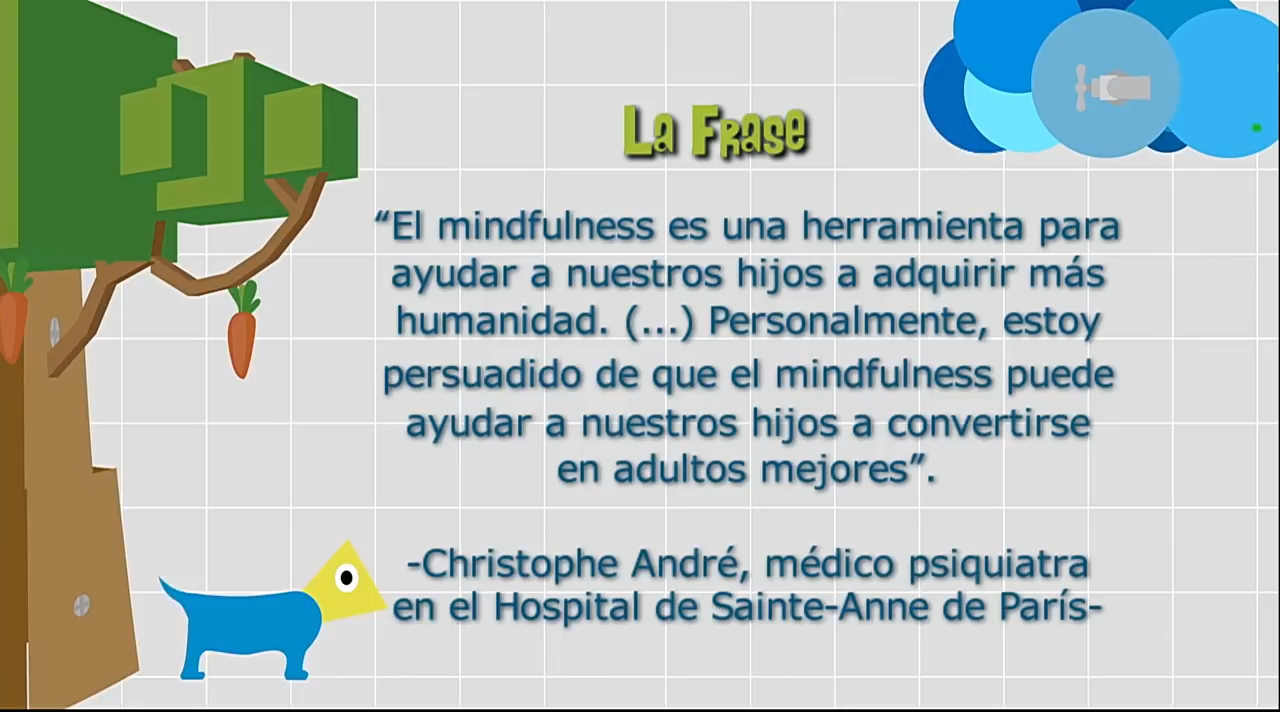 La Frase
“El mindfulness es una herramienta para
ayudar a nuestros hijos a adquirir más
humanidad. (...) Personalmente, estoy
persuadido de que el mindfulness puede
ayudar a nuestros hijos a convertirse
en adultos mejores”.
-Christophe André, médico psiquiatra
en el Hospital de Sainte-Anne de París-